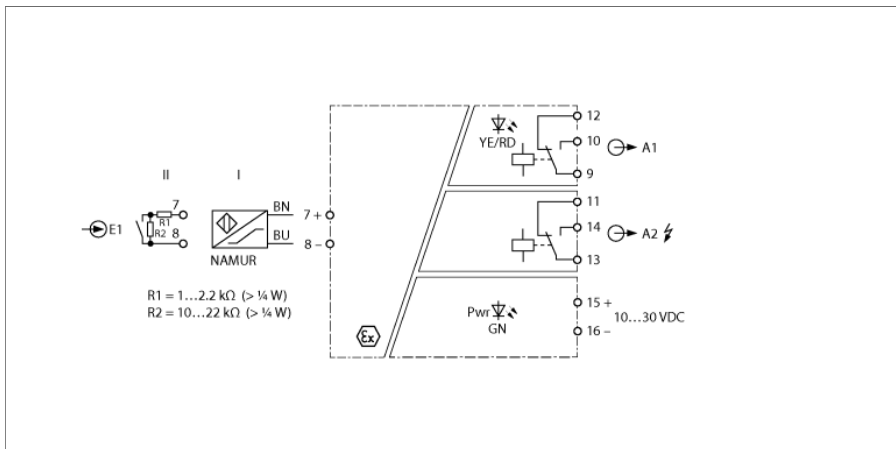 II
I
7
R1
R2
8
E1
BN
BU
NAMUR
7 +
8 –
R1 = 1…2.2 kΩ (> ¼ W)
R2 = 10…22 kΩ (> ¼ W)
Ex
YE/RD
12
10
9
A1
11
14
13
A2
Pwr
GN
15 +
16 –
10…30 VDC